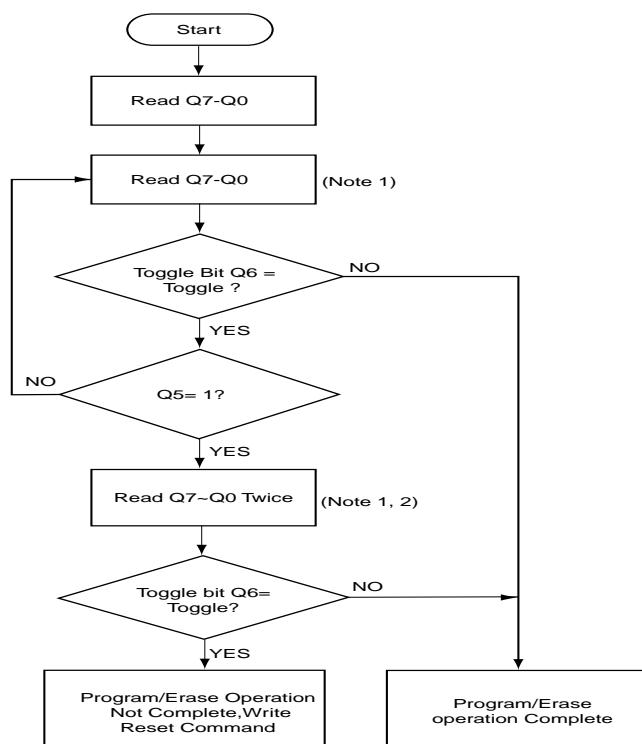 Start
Read Q7-Q0
Read Q7-Q0
(Note 1)
Toggle Bit Q6 =
Toggle ?
NO
YES
NO
Q5= 1?
YES
Read Q7~Q0 Twice
(Note 1, 2)
Toggle bit Q6=
Toggle?
NO
YES
Program/Erase Operation
Not Complete,Write
Reset Command
Program/Erase
operation Complete